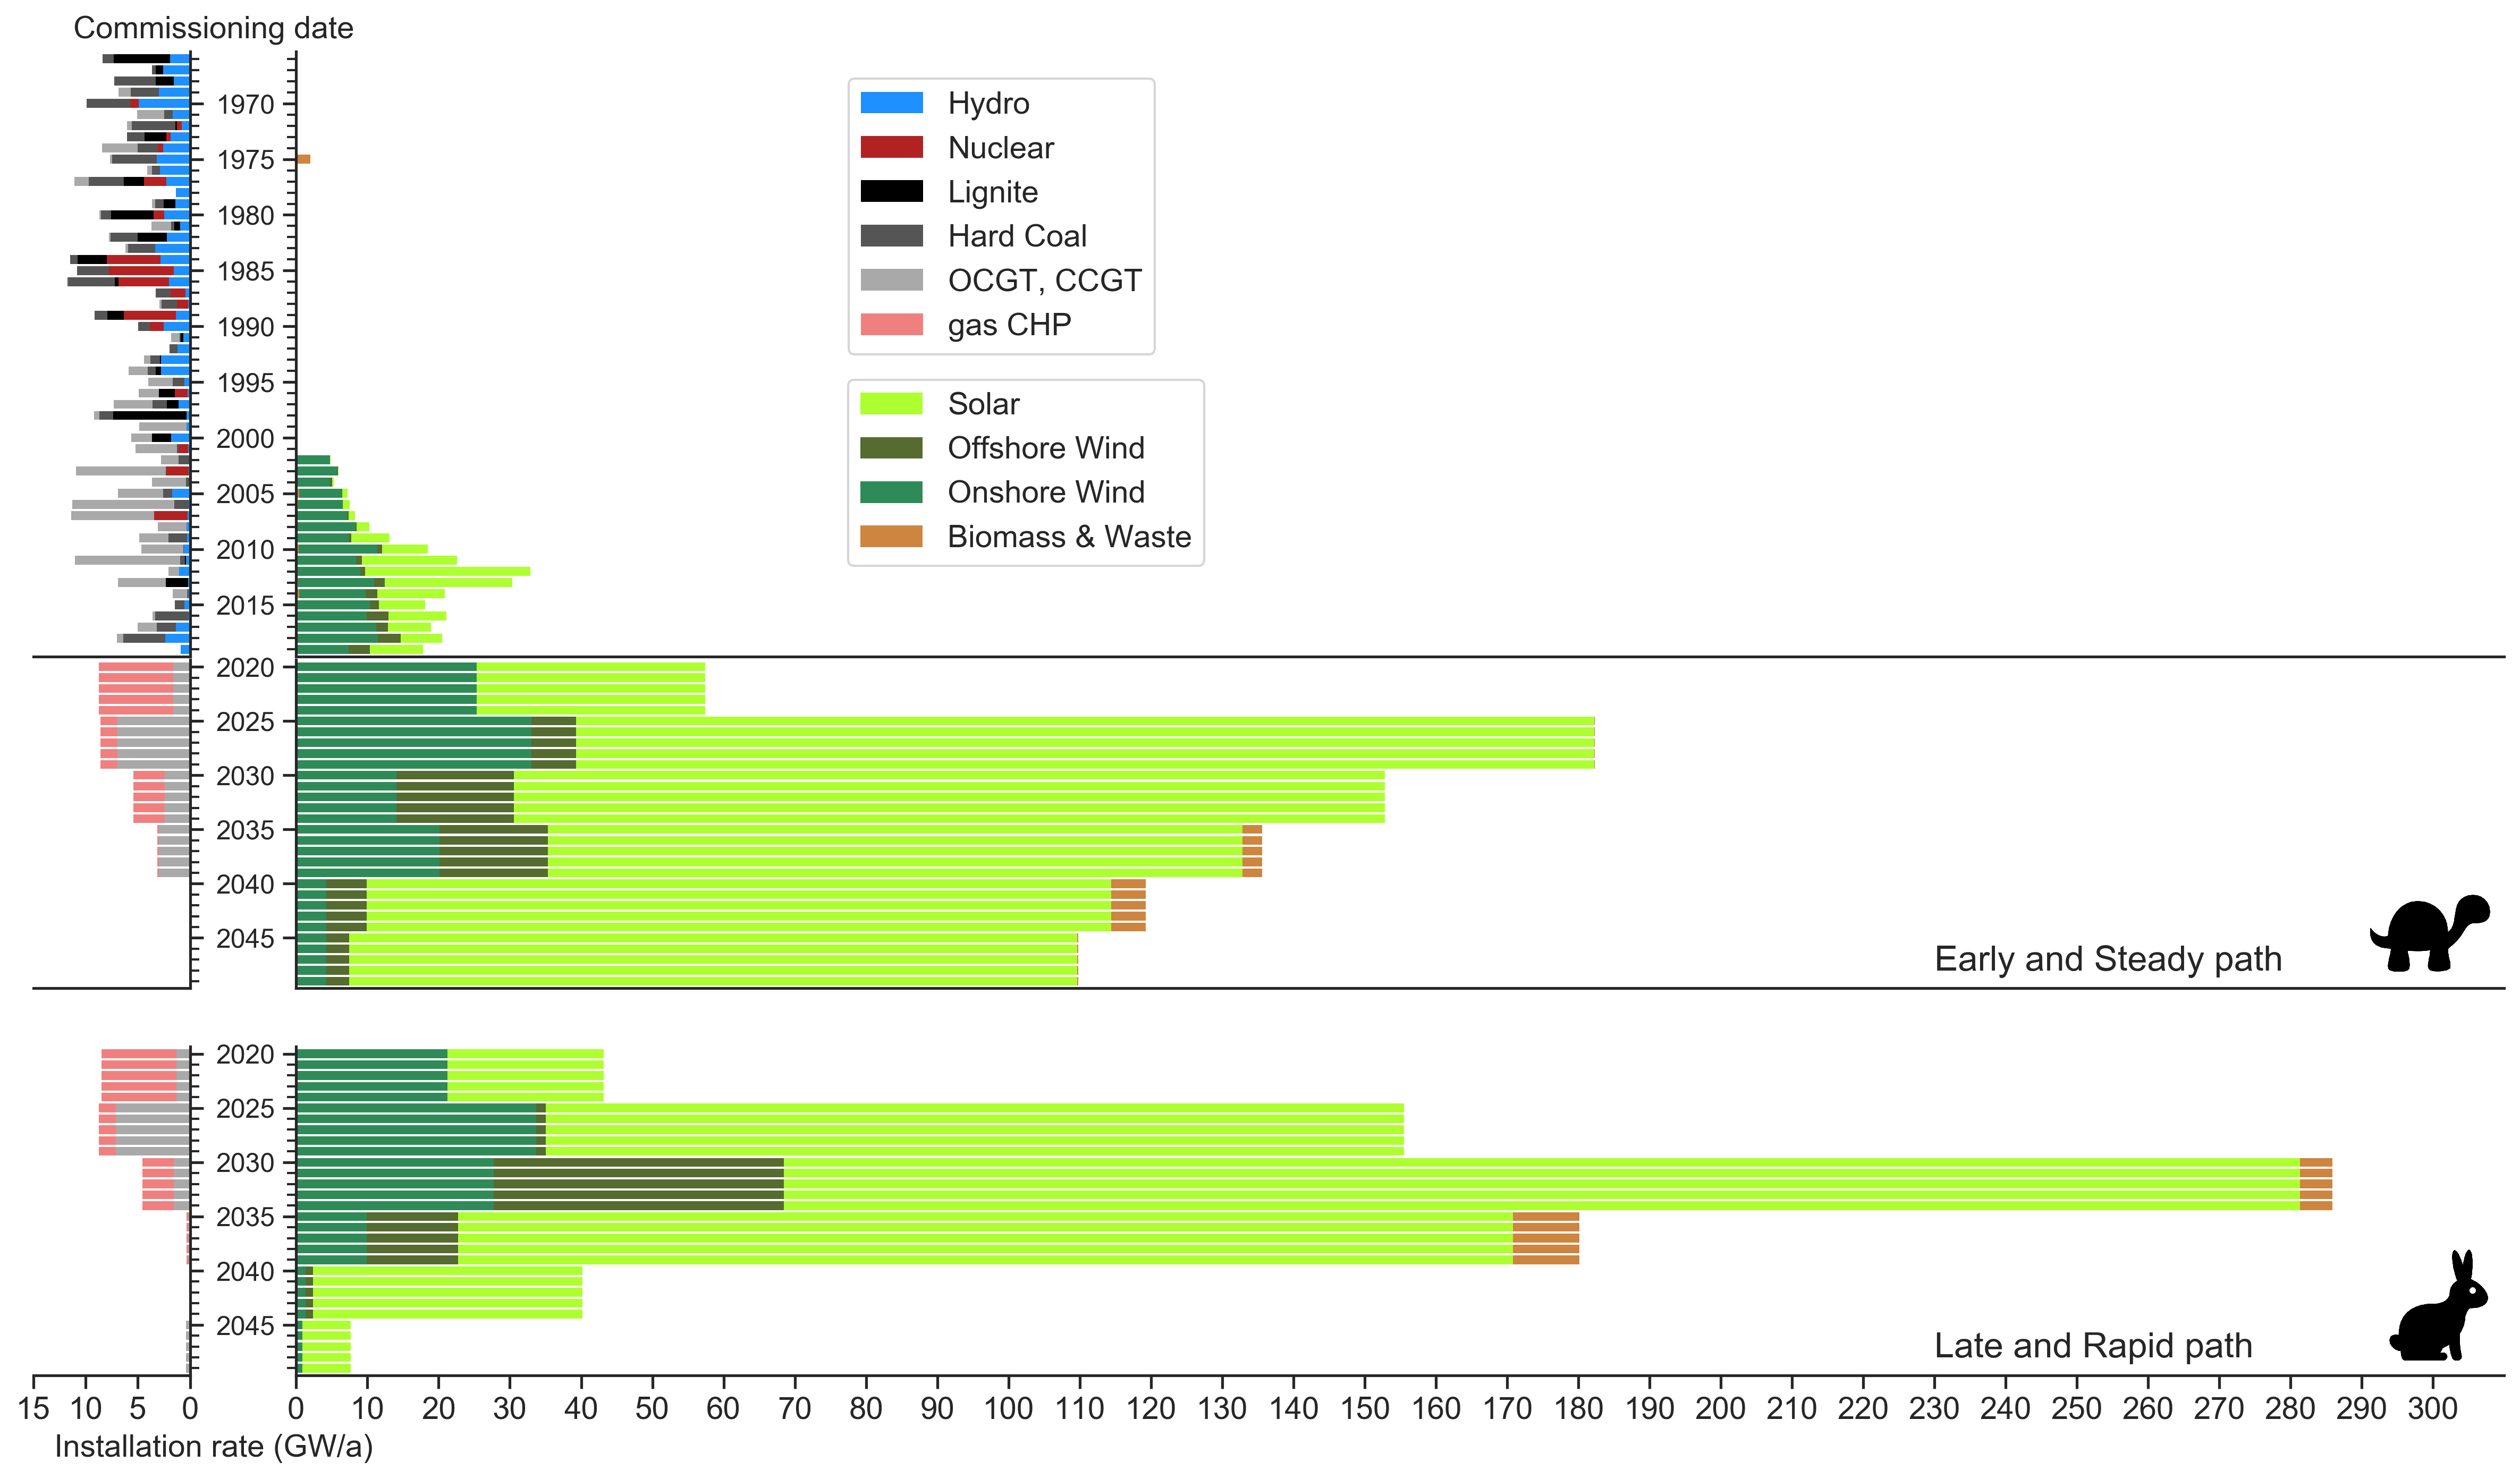 Commissioning date
1970
1975
1980
1985
1990
1995
2000
2005
2010
2015
Hydro
Nuclear
Lignite
Hard Coal
OCGT, CCGT
gas CHP
Solar
Offshore Wind
Onshore Wind
Biomass & Waste
2020
2025
2030
2035
2040
2045
Early and Steady path
2020
2025
2030
2035
2040
2045
Late and Rapid path
15 10 5 0 0 10 20 30 40 50 60 70 80 90 100 110 120 130 140 150 160 170 180 190 200 210 220 230 240 250 260 270 280 290 300
Installation rate (GW/a)